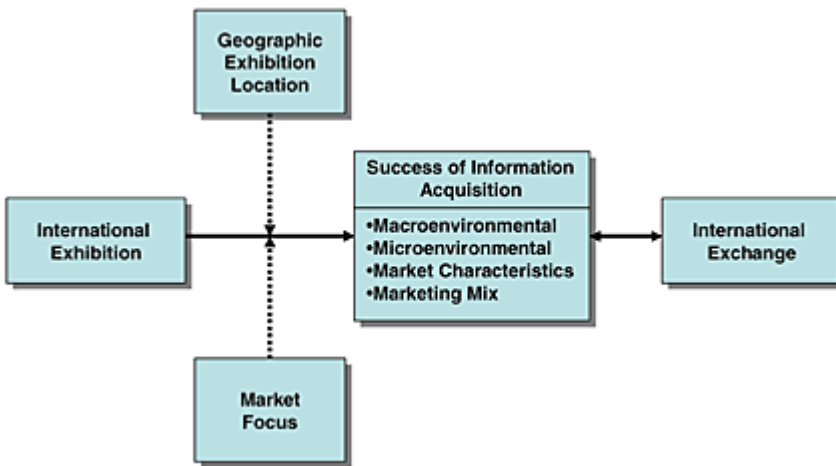 Geographic
Exhibition
Location
Success of Information
Acquisition
•Macroenvironmental
•Microenvironmental
•Market Characteristics
•Marketing Mix
International
Exhibition
International
Exchange
Market
Focus